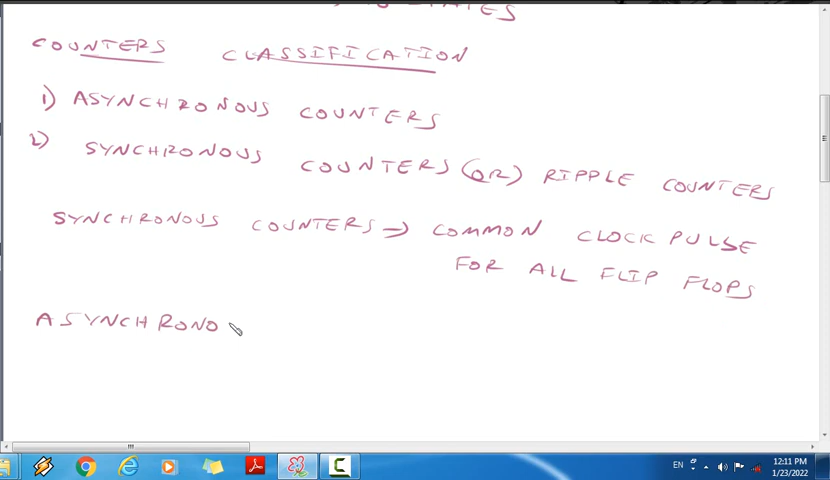 STATES
COUNTERS CLASSIFICATION
1) ASYNCHRONOUS COUNTERS
2) SYNCHRONOUS COUNTERS (OR) RIPPLE COUNTERS
SYNCHRONOUS COUNTERS ⇒ COMMON CLOCK PULSE
FOR ALL FLIP FLOPS
ASYNCHRONO
EN
12:11 PM
1/23/2022